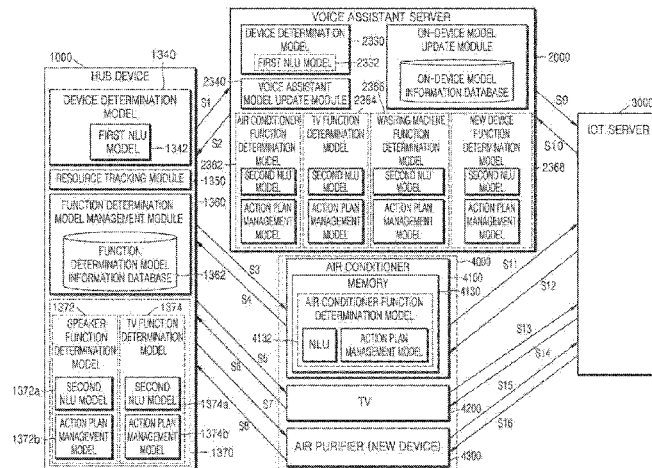 VOICE ASSISTANT SERVER
DEVICE DETERMINATION
MODEL
FIRST NLU MODEL
2330
2332
ON-DEVICE MODEL
UPDATE MODULE
ON-DEVICE MODEL
INFORMATION DATABASE
2000
2340
VOICE ASSISTANT
MODEL UPDATE MODULE
2366
2364
AIR CONDITIONER
FUNCTION
DETERMINATION
MODEL
SECOND NLU
MODEL
ACTION PLAN
MANAGEMENT
MODEL
2362
TV FUNCTION
DETERMINATION
MODEL
SECOND NLU
MODEL
ACTION PLAN
MANAGEMENT
MODEL
WASHING MACHINE
FUNCTION
DETERMINATION
MODEL
SECOND NLU
MODEL
ACTION PLAN
MANAGEMENT
MODEL
NEW DEVICE
FUNCTION
DETERMINATION
MODEL
SECOND NLU
MODEL
ACTION PLAN
MANAGEMENT
MODEL
2368
1000
1340
HUB DEVICE
DEVICE DETERMINATION
MODEL
FIRST NLU
MODEL
1342
RESOURCE TRACKING MODULE
1350
FUNCTION DETERMINATION
MODEL MANAGEMENT MODULE
1360
FUNCTION
DETERMINATION
MODEL INFORMATION
DATABASE
1362
1372
1374
SPEAKER
FUNCTION
DETERMINATION
MODEL
1372a
SECOND
NLU MODEL
1372b
ACTION PLAN
MANAGEMENT
MODEL
TV FUNCTION
DETERMINATION
MODEL
SECOND
NLU MODEL
1374a
ACTION PLAN
MANAGEMENT
MODEL
1374b
1370
S1
S2
S3
S4
S5
S6
S7
S8
4000
AIR CONDITIONER
4100
MEMORY
4130
AIR CONDITIONER FUNCTION
DETERMINATION MODEL
4132
NLU
ACTION PLAN
MANAGEMENT MODEL
TV
4200
AIR PURIFIER (NEW DEVICE)
4300
S9
S10
S11
S12
S13
S14
S15
S16
3000
IOT SERVER